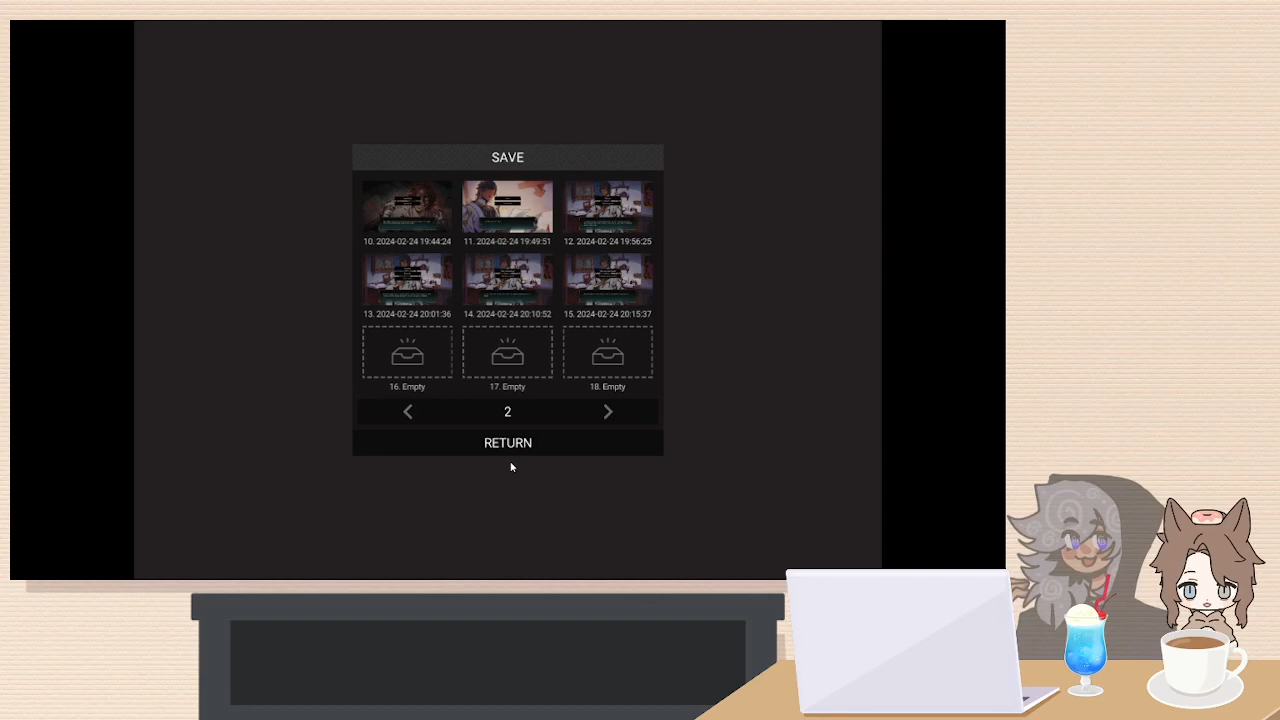 SAVE
10. 2024-02-24 19:44:24
11. 2024-02-24 19:49:51
12. 2024-02-24 19:56:25
13. 2024-02-24 20:01:36
14. 2024-02-24 20:10:52
15. 2024-02-24 20:15:37
16. Empty
17. Empty
18. Empty
2
RETURN